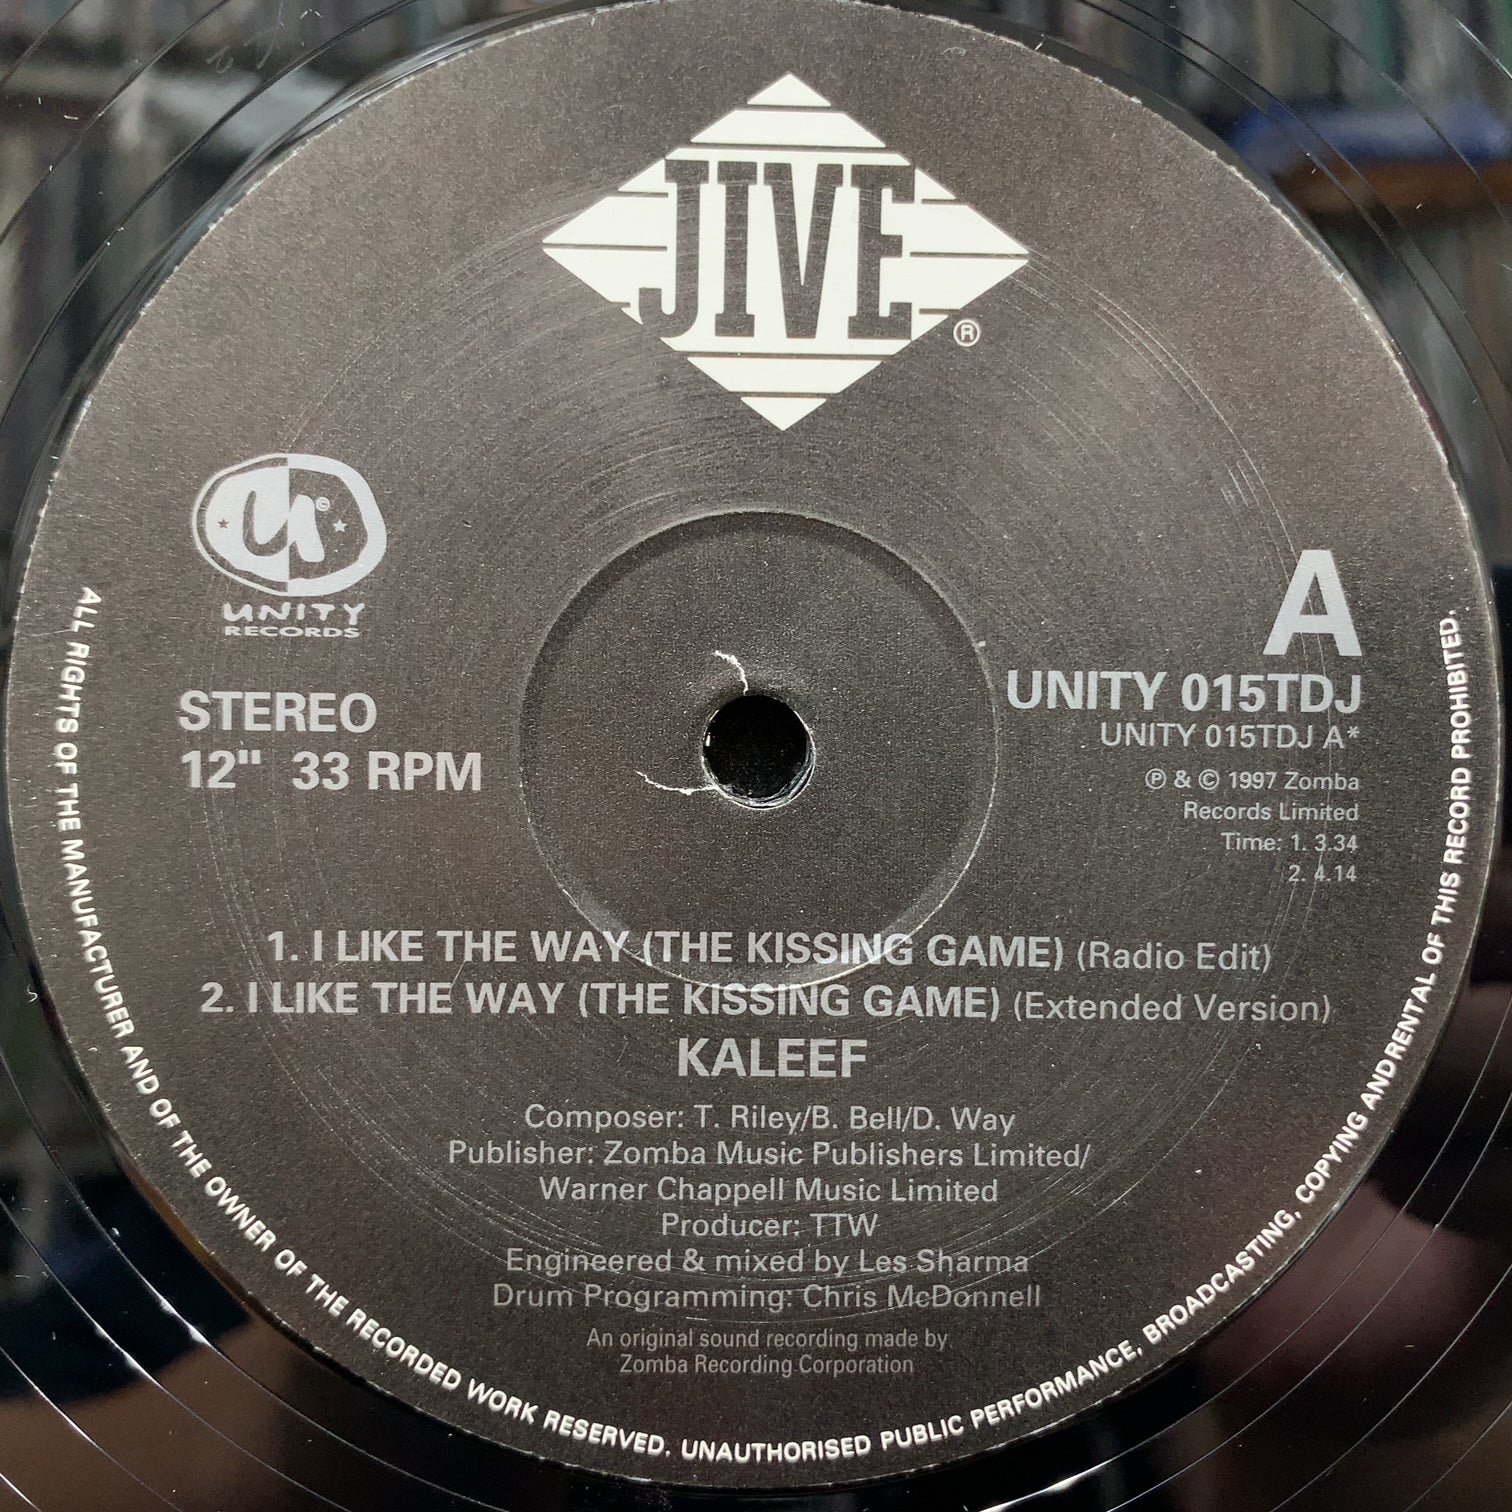 JIVE
®
UNITY
RECORDS
STEREO
12" 33 RPM
A
UNITY 015TDJ
UNITY 015TDJ A*
℗ & © 1997 Zomba
Records Limited
Time: 1. 3.34
2. 4.14
1. I LIKE THE WAY (THE KISSING GAME) (Radio Edit)
2. I LIKE THE WAY (THE KISSING GAME) (Extended Version)
KALEEF
Composer: T. Riley/B. Bell/D. Way
Publisher: Zomba Music Publishers Limited/
Warner Chappell Music Limited
Producer: TTW
Engineered & mixed by Les Sharma
Drum Programming: Chris McDonnell
An original sound recording made by
Zomba Recording Corporation
ALL RIGHTS OF THE MANUFACTURER AND OF THE OWNER OF THE RECORDED WORK RESERVED. UNAUTHORISED PUBLIC PERFORMANCE, BROADCASTING, COPYING AND RENTAL OF THIS RECORD PROHIBITED.